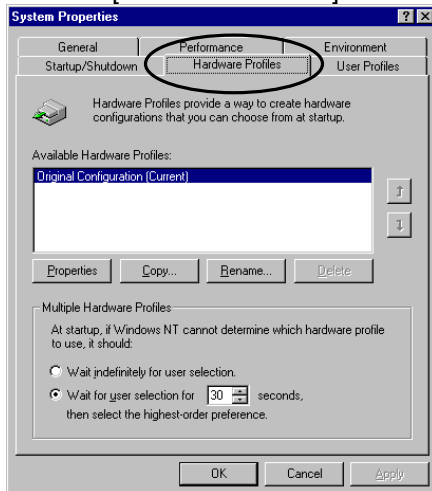 System Properties
General Performance Environment
Startup/Shutdown Hardware Profiles User Profiles
Hardware Profiles provide a way to create hardware
configurations that you can choose from at startup.
Available Hardware Profiles:
Original Configuration (Current)
Properties Copy... Rename... Delete
Multiple Hardware Profiles
At startup, if Windows NT cannot determine which hardware profile
to use, it should:
Wait indefinitely for user selection.
Wait for user selection for 30 seconds,
then select the highest-order preference.
OK Cancel Apply